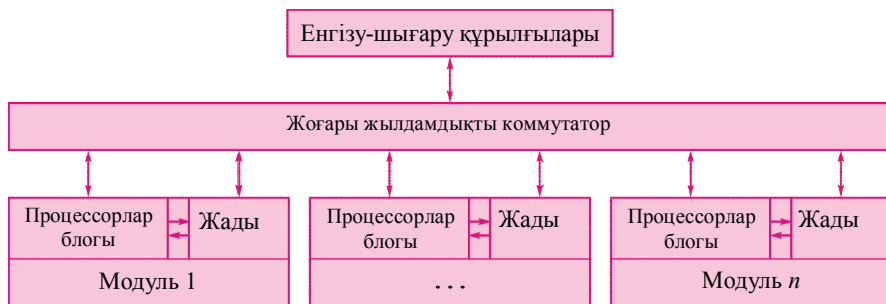 Енгізу-шығару құрылғылары
Жоғары жылдамдықты коммутатор
Процессорлар
блогы
Жады
Модуль 1
Процессорлар
блогы
Жады
...
Процессорлар
блогы
Жады
Модуль n